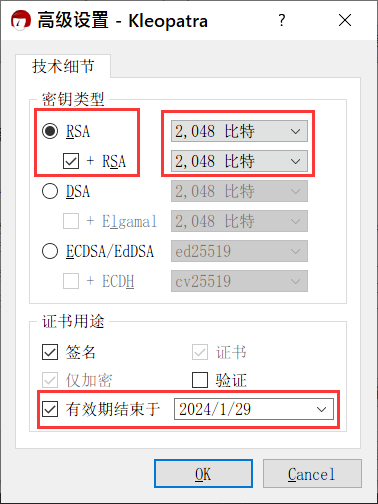 高级设置 - Kleopatra ? ×
技术细节
密钥类型
RSA 2,048 比特
+ RSA 2,048 比特
DSA 2,048 比特
+ Elgamal 2,048 比特
ECDSA/EdDSA ed25519
+ ECDH cv25519
证书用途
签名 证书
仅加密 验证
有效期结束于 2024/1/29
OK Cancel